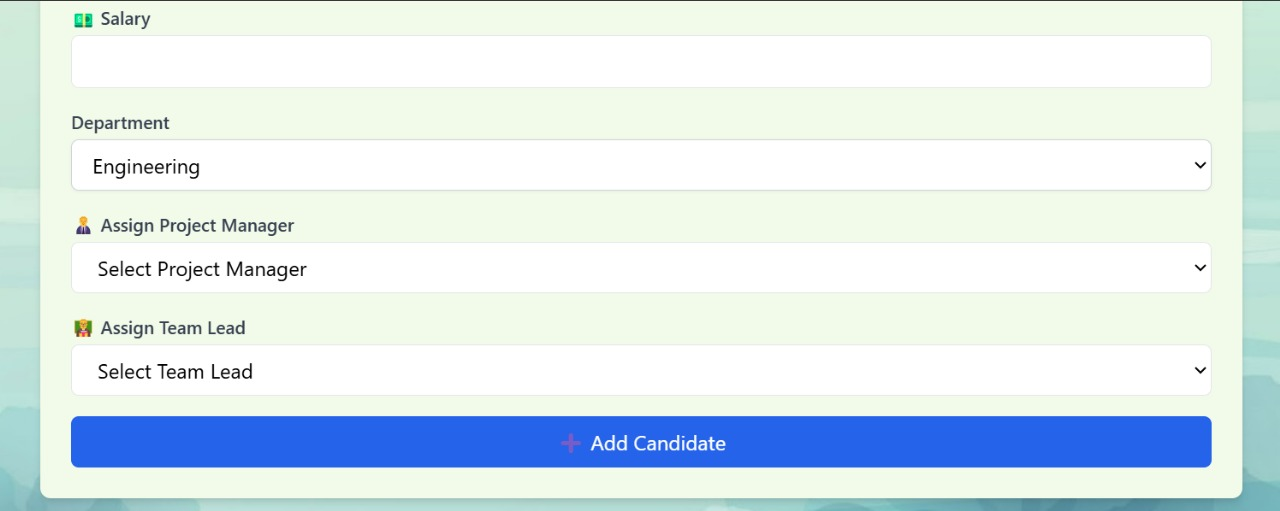 Salary
Department
Engineering
Assign Project Manager
Select Project Manager
Assign Team Lead
Select Team Lead
Add Candidate